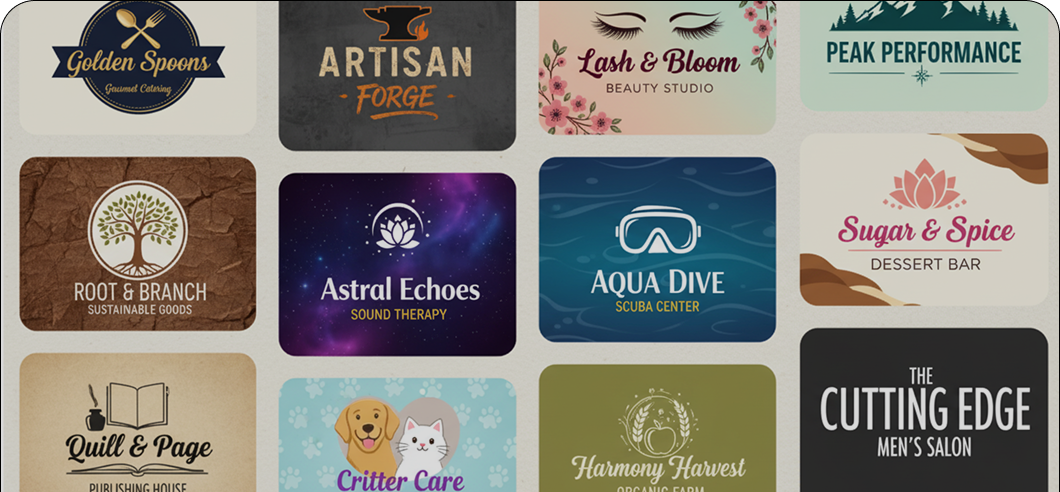 Golden Spoons
Gourmet Catering
ARTISAN
FORGE
Lash & Bloom
BEAUTY STUDIO
PEAK PERFORMANCE
ROOT & BRANCH
SUSTAINABLE GOODS
Astral Echoes
SOUND THERAPY
AQUA DIVE
SCUBA CENTER
Sugar & Spice
DESSERT BAR
Quill & Page
PUBLISHING HOUSE
Critter Care
Harmony Harvest
ORGANIC FARM
THE
CUTTING EDGE
MEN'S SALON